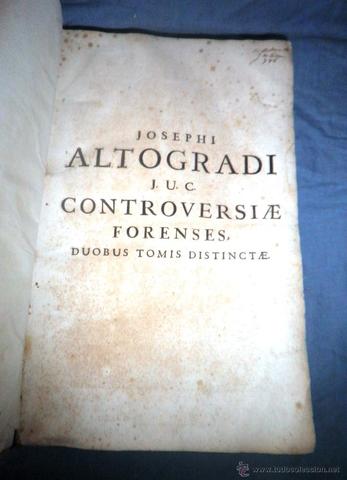 JOSEPHI
ALTOGRADI
J. U. C.
CONTROVERSIÆ
FORENSES,
DUOBUS TOMIS DISTINCTÆ.
© www.todocoleccion.net